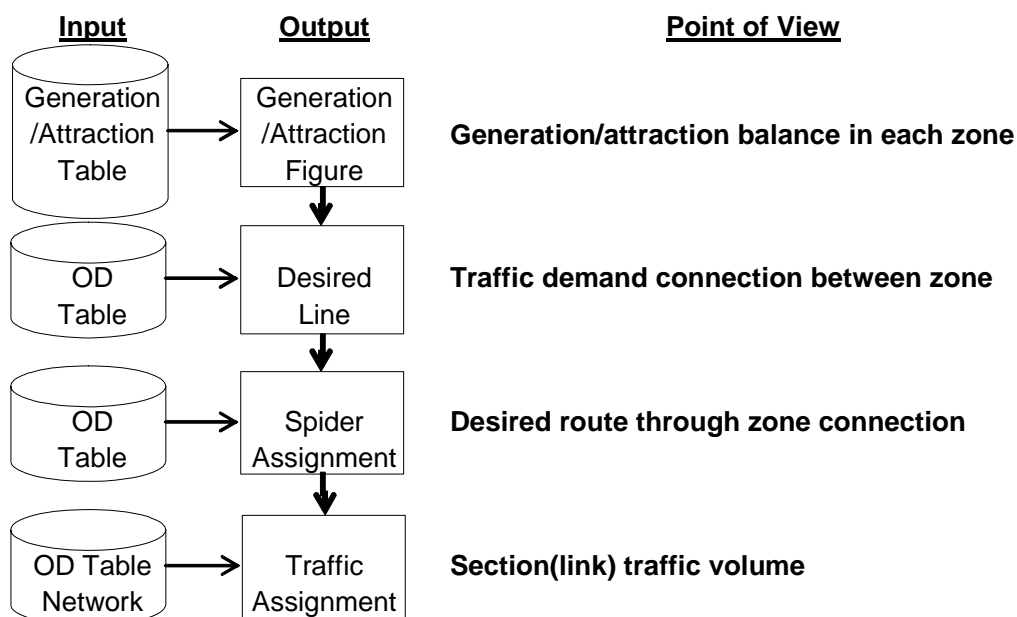 Input Output Point of View
Generation
/Attraction
Table
Generation
/Attraction
Figure
Generation/attraction balance in each zone
OD
Table
Desired
Line
Traffic demand connection between zone
OD
Table
Spider
Assignment
Desired route through zone connection
OD Table
Network
Traffic
Assignment
Section(link) traffic volume